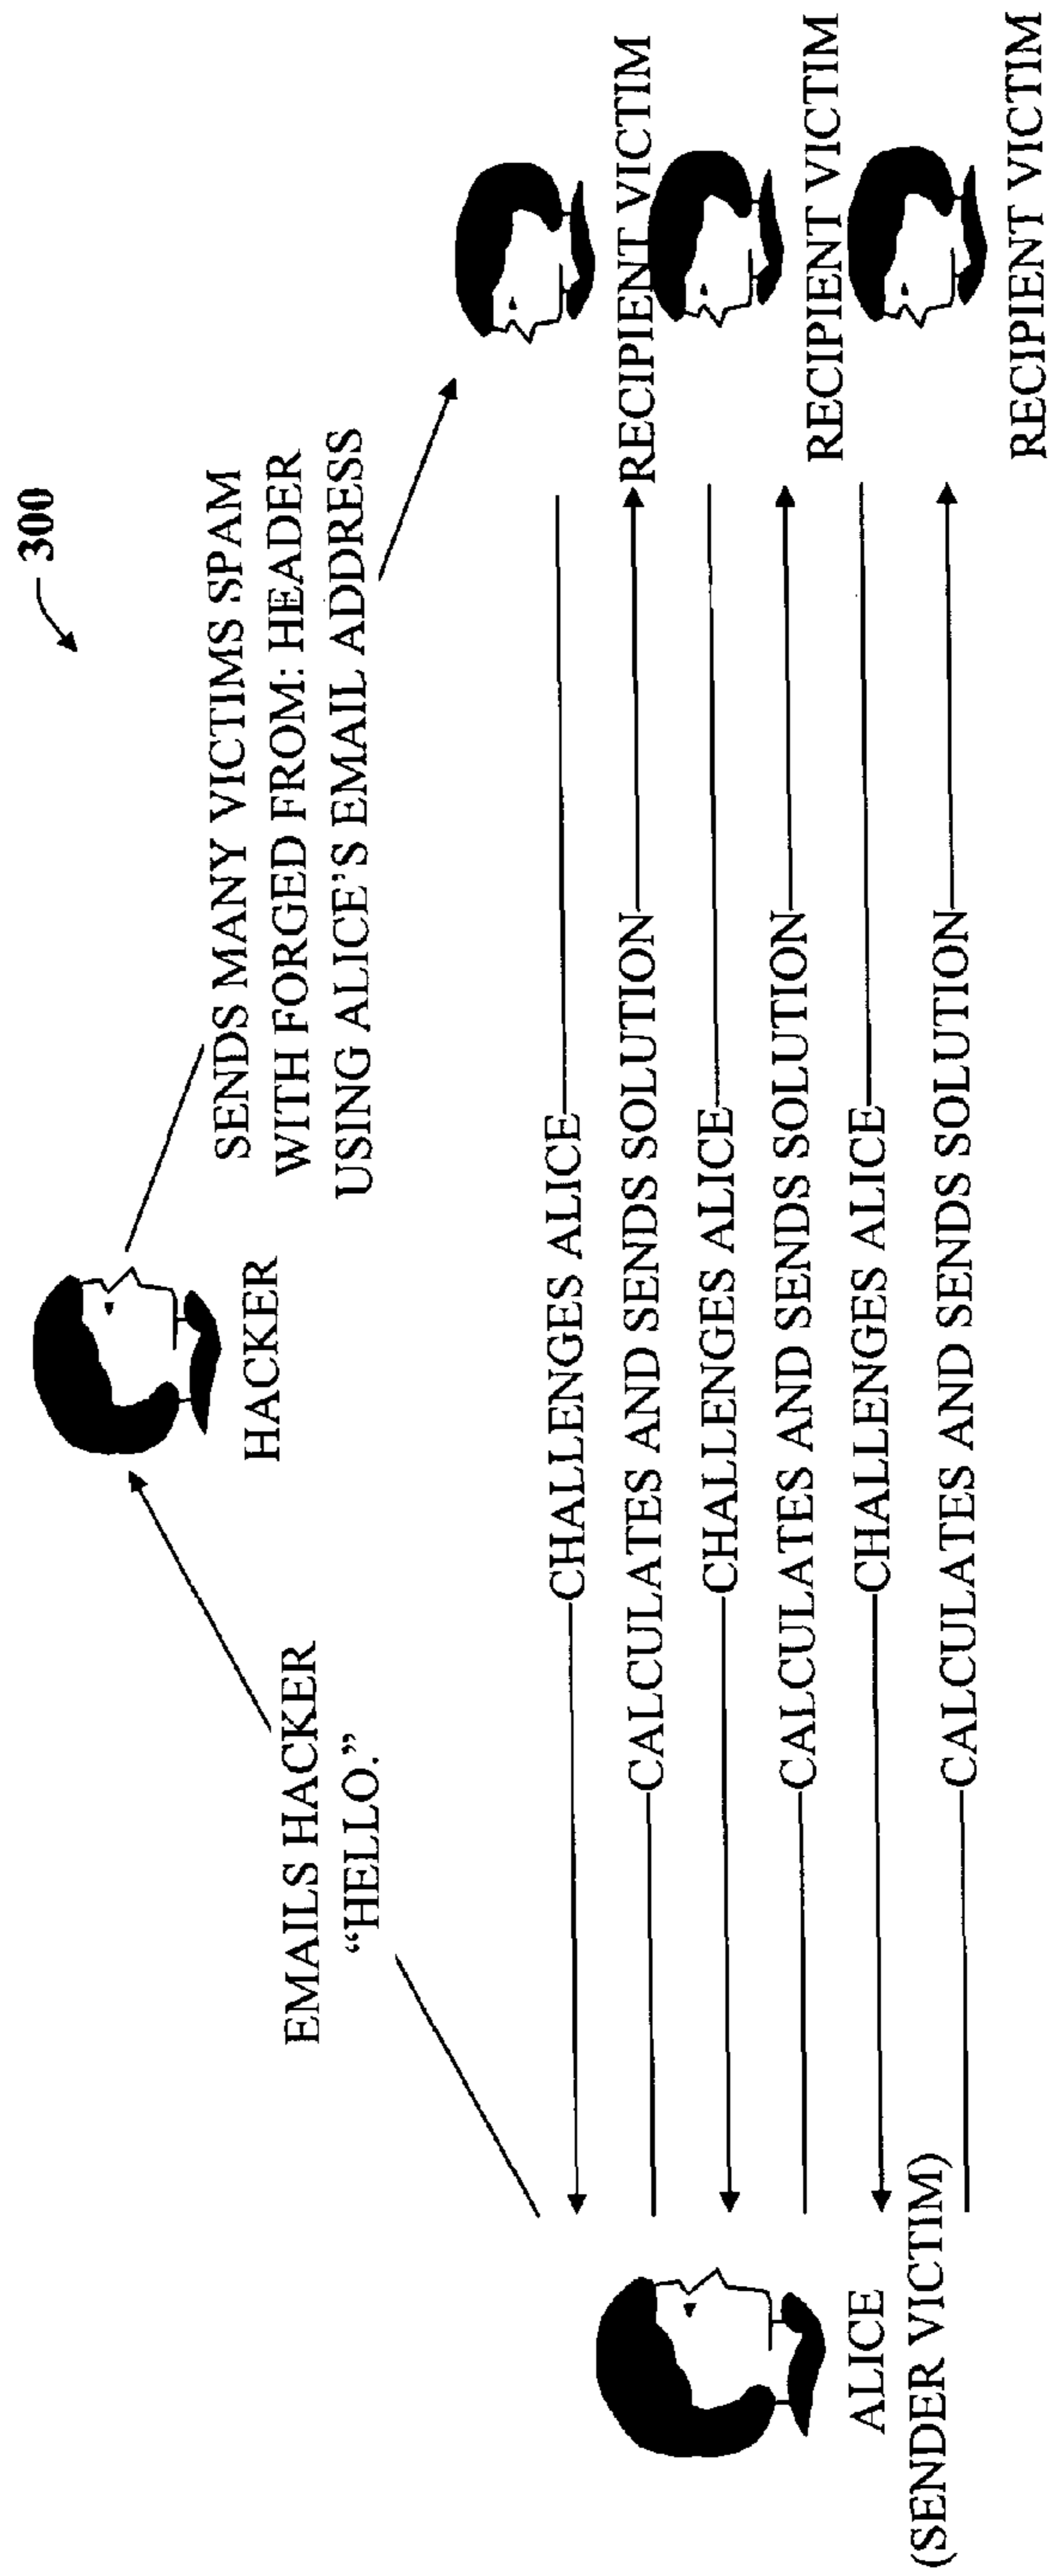 300
SENDS MANY VICTIMS SPAM
WITH FORGED FROM: HEADER
USING ALICE'S EMAIL ADDRESS
HACKER
EMAILS HACKER
“HELLO.”
CHALLENGES ALICE
RECIPIENT VICTIM
CALCULATES AND SENDS SOLUTION
CHALLENGES ALICE
RECIPIENT VICTIM
CALCULATES AND SENDS SOLUTION
CHALLENGES ALICE
CALCULATES AND SENDS SOLUTION
RECIPIENT VICTIM
ALICE
(SENDER VICTIM)